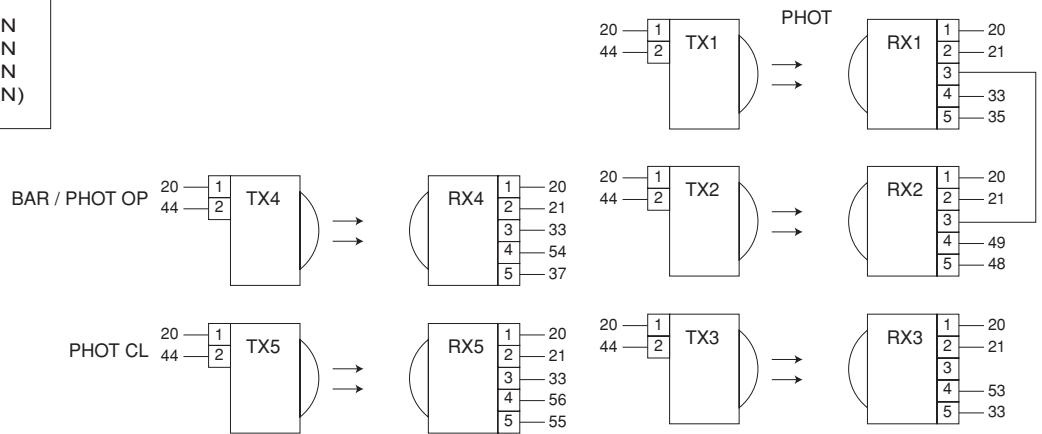 N
N
N
N)
PHOT
20 1 TX1 RX1 1 20
44 2 2 21
3
4 33
5 35
BAR / PHOT OP 20 1 TX4 RX4 1 20
44 2 2 21
3 33
4 54
5 37
20 1 TX2 RX2 1 20
44 2 2 21
3
4 49
5 48
PHOT CL 20 1 TX5 RX5 1 20
44 2 2 21
3 33
4 56
5 55
20 1 TX3 RX3 1 20
44 2 2 21
3
4 53
5 33